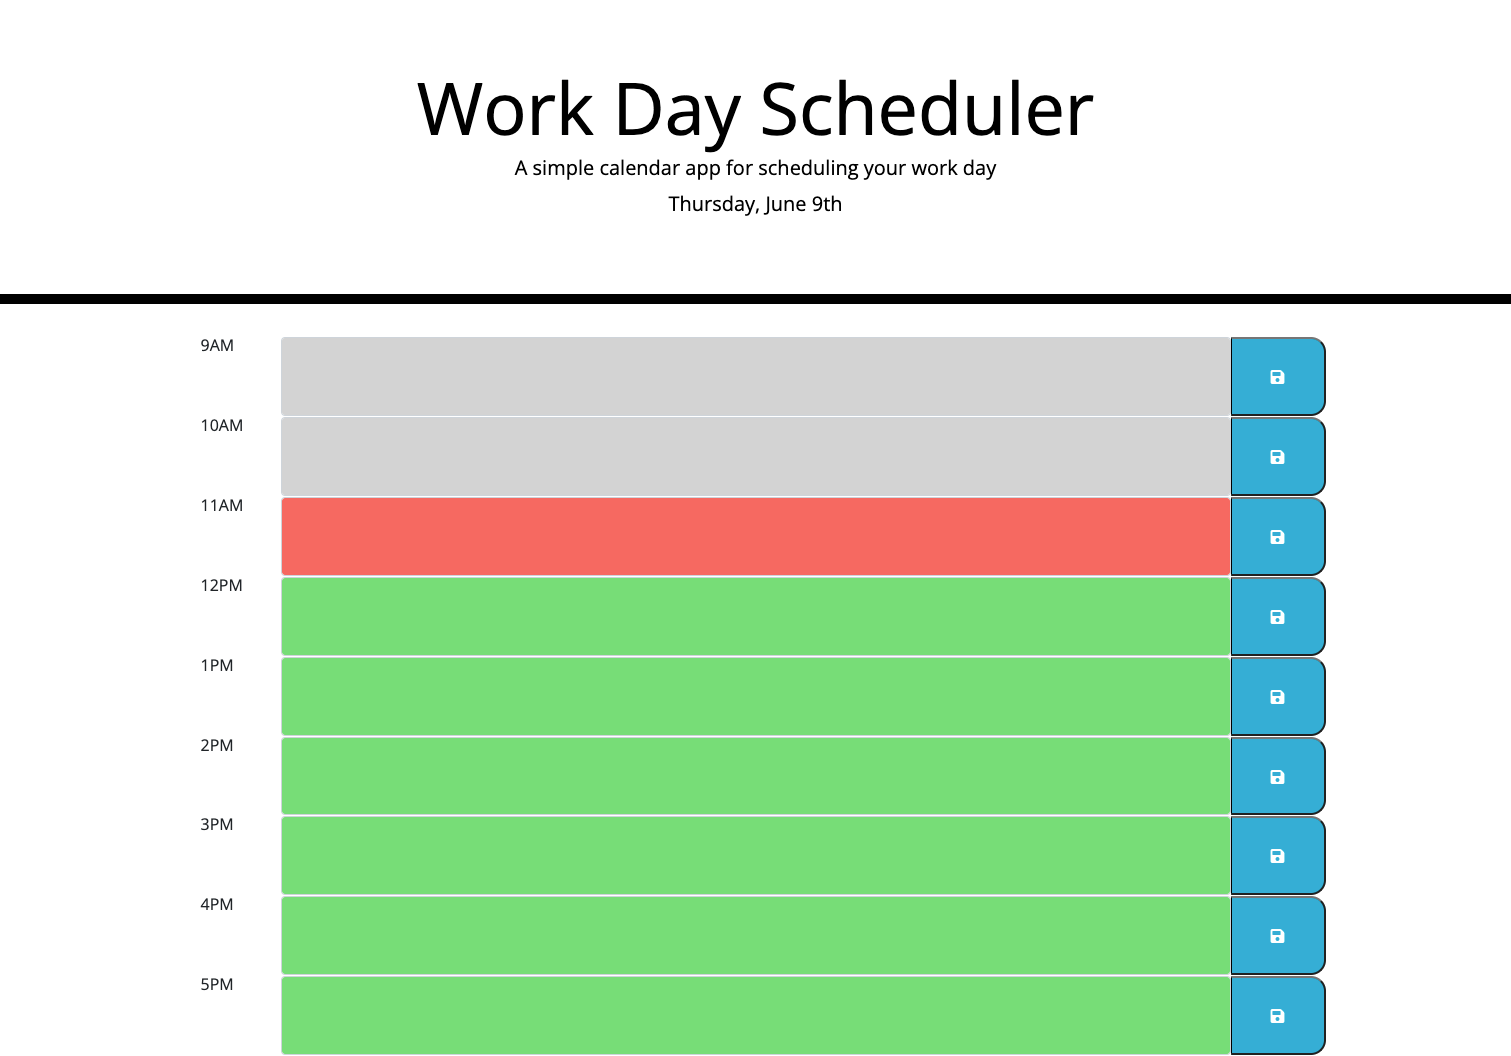 Work Day Scheduler
A simple calendar app for scheduling your work day
Thursday, June 9th
9AM
10AM
11AM
12PM
1PM
2PM
3PM
4PM
5PM